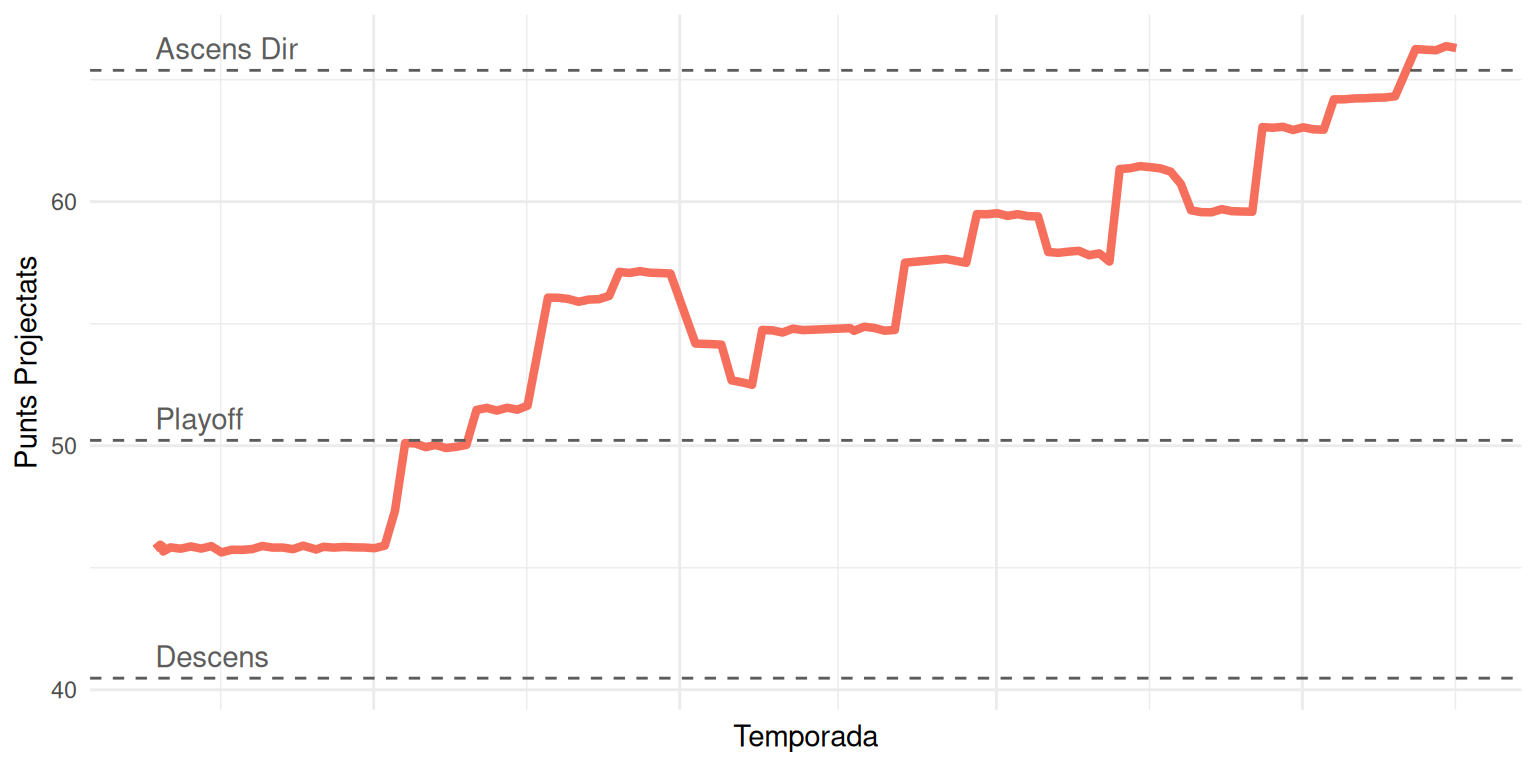 Ascens Dir
60
Punts Projectats
Playoff
50
Descens
40
Temporada